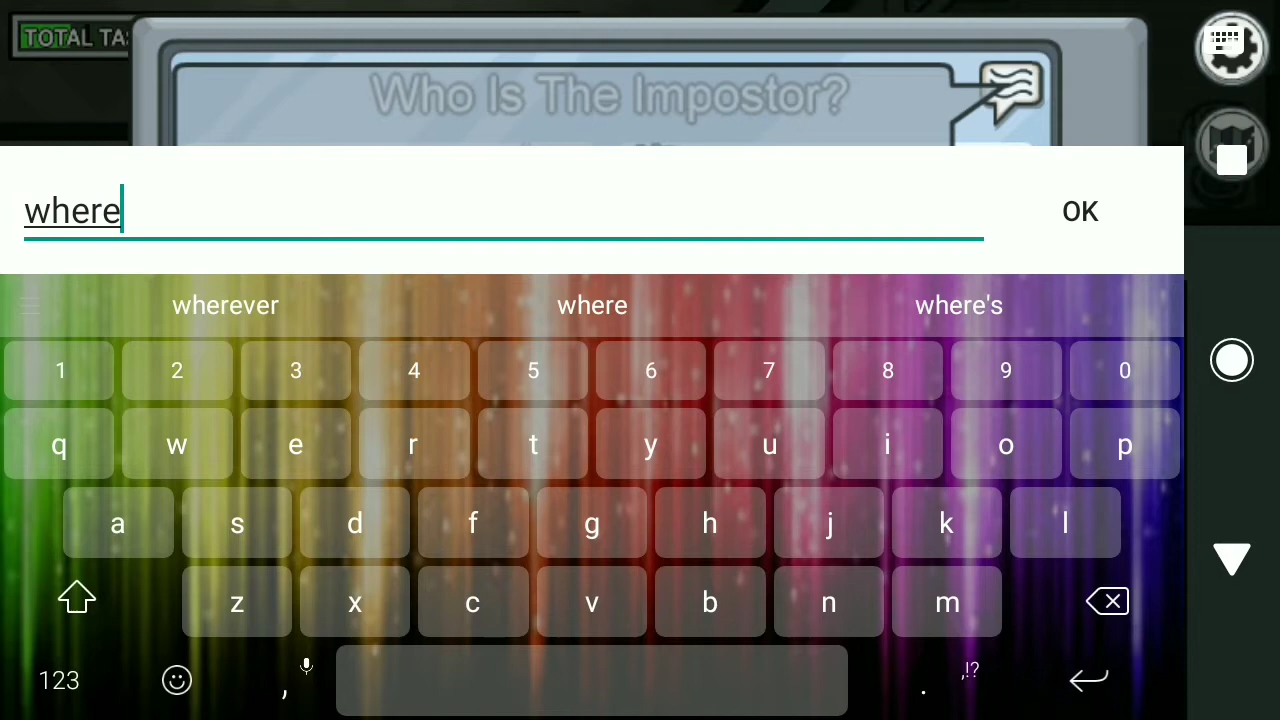 TOTAL TA
Who Is The Impostor?
where
OK
wherever where where's
1 2 3 4 5 6 7 8 9 0
q w e r t y u i o p
a s d f g h j k l
z x c v b n m
123 , . ,!?